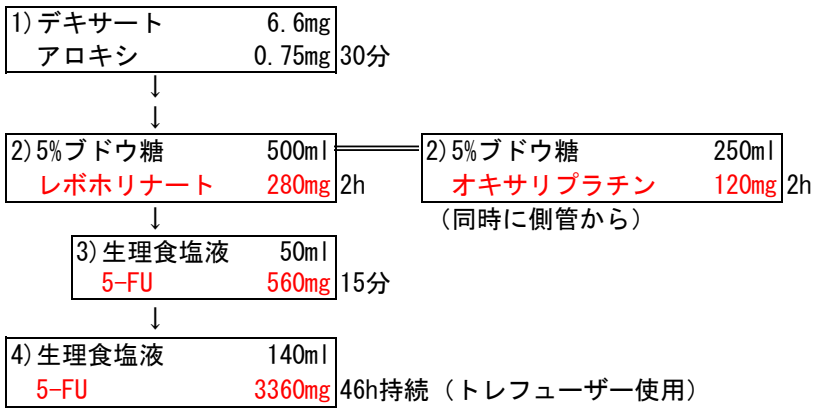 1)デキサート 6.6mg
アロキシ 0.75mg 30分
↓
↓
2)5%ブドウ糖 500ml 2)5%ブドウ糖 250ml
レボホリナート 280mg 2h オキサリプラチン 120mg 2h
↓ (同時に側管から)
3)生理食塩液 50ml
5-FU 560mg 15分
↓
4)生理食塩液 140ml
5-FU 3360mg 46h持続(トレフューザー使用)